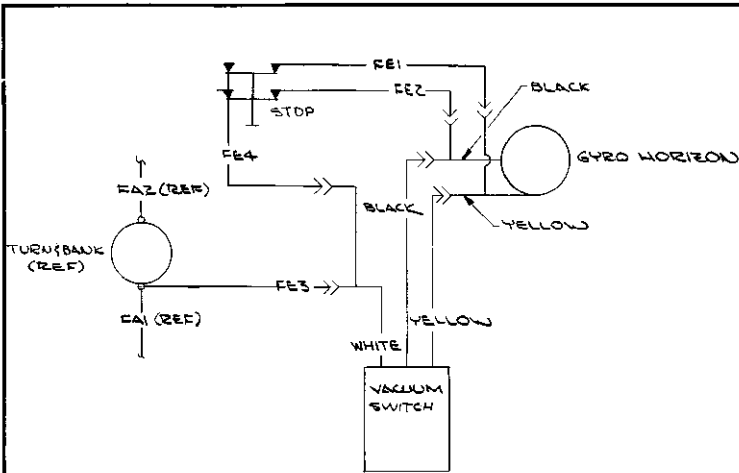 FE1
FE2
BLACK
STOP
GYRO HORIZON
FE4
FA2 (REF)
BLACK
YELLOW
TURN & BANK
(REF)
FE3
FA1 (REF)
YELLOW
WHITE
VACUUM
SWITCH